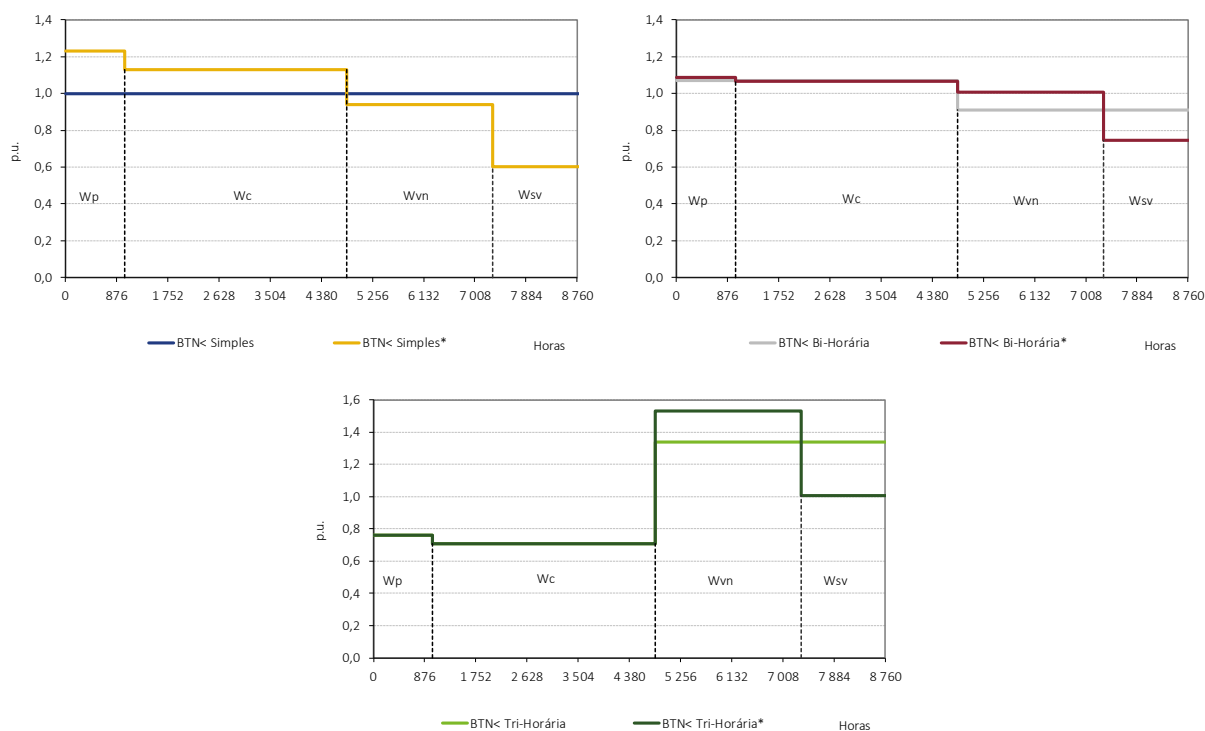 1,4
1,2
1,0
0,8
0,6
0,4
0,2
0,0
p.u.
Wp
Wc
Wvn
Wsv
0 876 1 752 2 628 3 504 4 380 5 256 6 132 7 008 7 884 8 760
BTN< Simples BTN< Simples* Horas
1,4
1,2
1,0
0,8
0,6
0,4
0,2
0,0
p.u.
Wp
Wc
Wvn
Wsv
0 876 1 752 2 628 3 504 4 380 5 256 6 132 7 008 7 884 8 760
BTN< Bi-Horária BTN< Bi-Horária* Horas
1,6
1,4
1,2
1,0
0,8
0,6
0,4
0,2
0,0
p.u.
Wp
Wc
Wvn
Wsv
0 876 1 752 2 628 3 504 4 380 5 256 6 132 7 008 7 884 8 760
BTN< Tri-Horária BTN< Tri-Horária* Horas